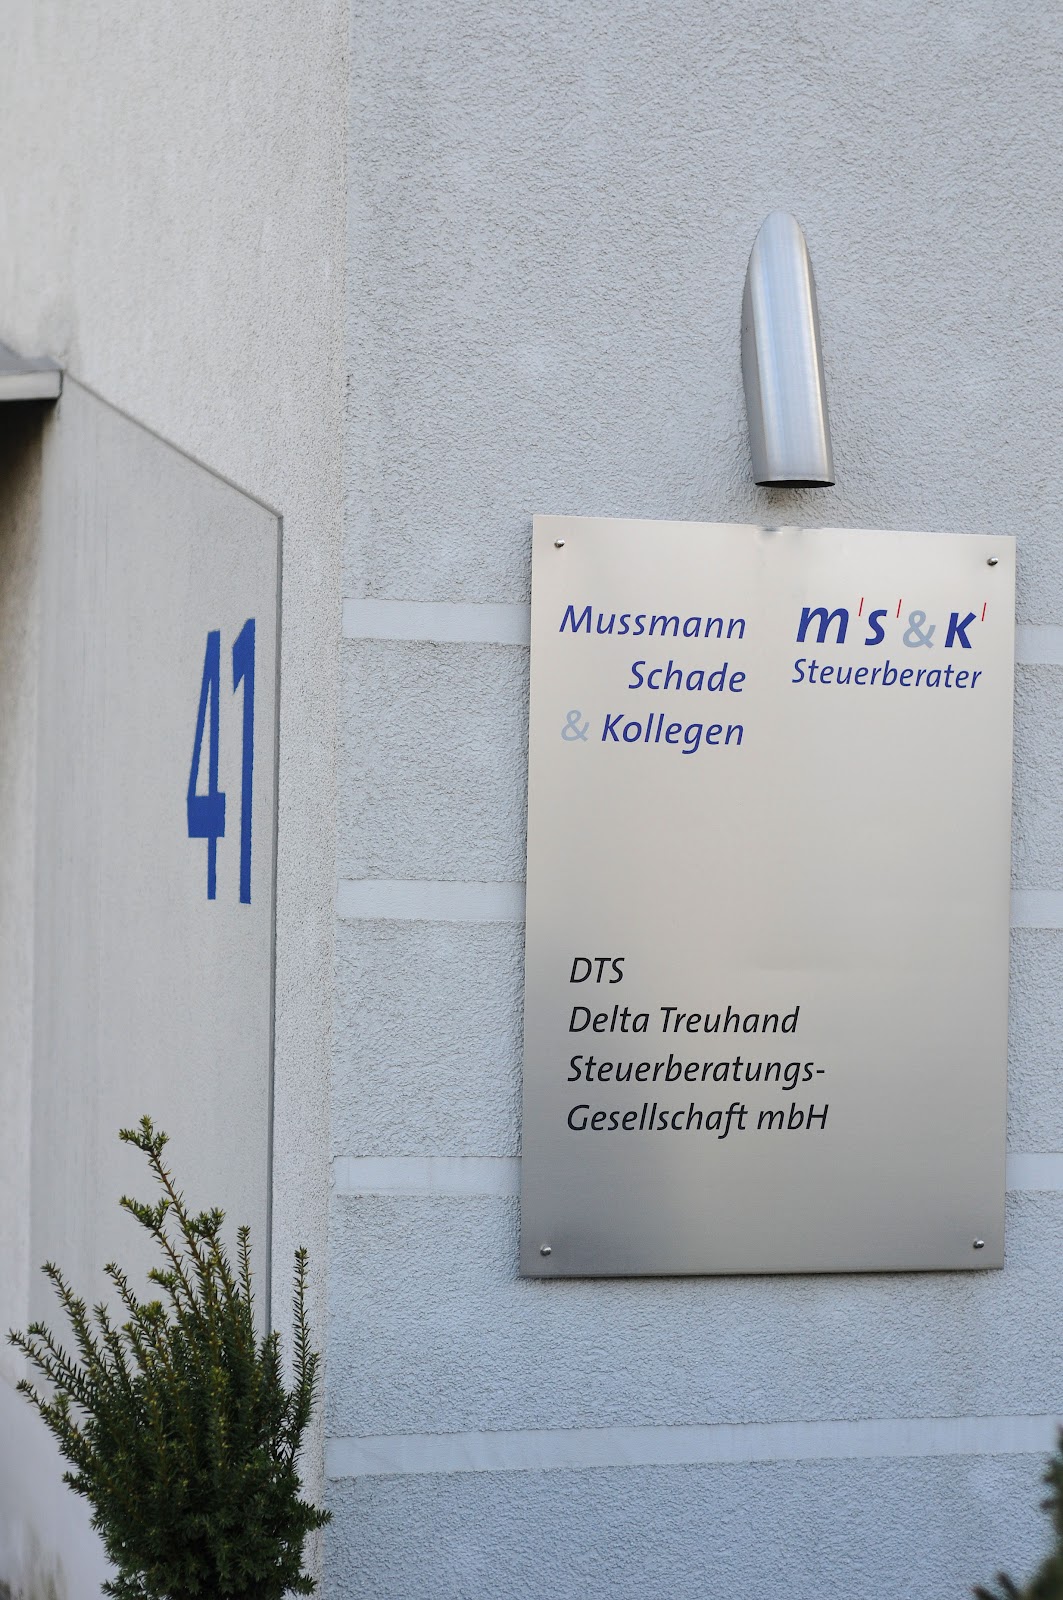 41
Mussmann
Schade
& Kollegen
m's'&k'
Steuerberater
DTS
Delta Treuhand
Steuerberatungs-
Gesellschaft mbH